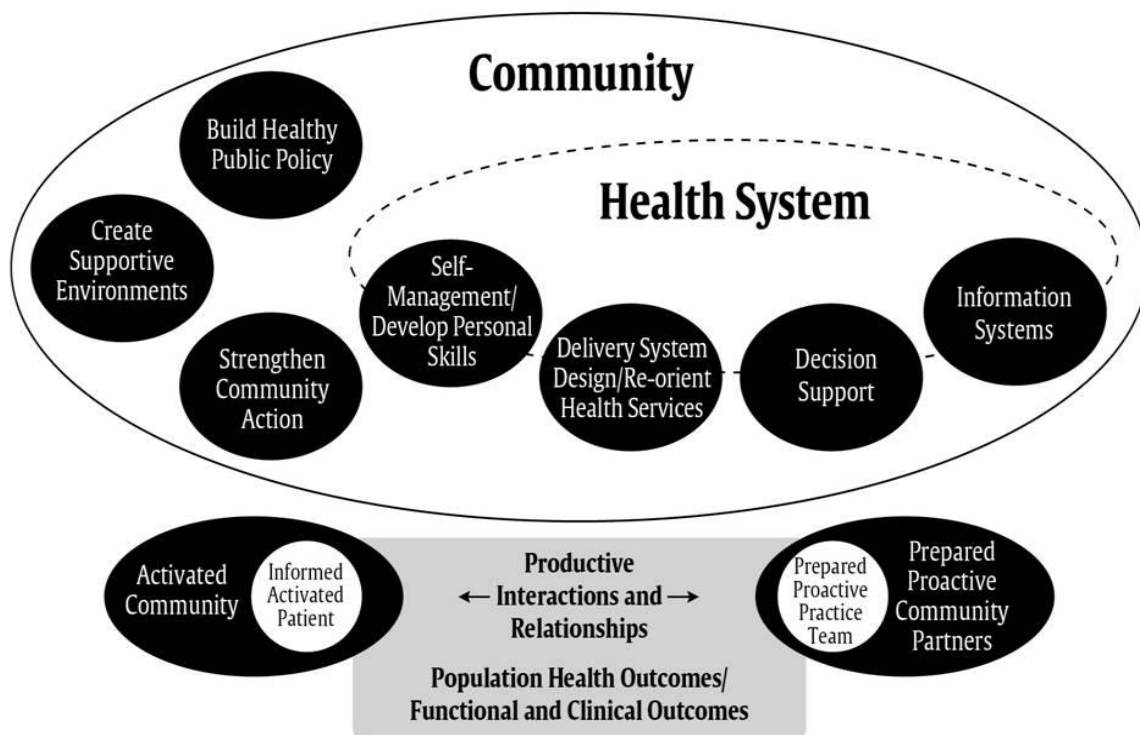 Community
Build Healthy
Public Policy
Health System
Create
Supportive
Environments
Self-
Management/
Develop Personal
Skills
Information
Systems
Strengthen
Community
Action
Delivery System
Design/Re-orient
Health Services
Decision
Support
Activated
Community
Informed
Activated
Patient
Productive
Interactions and
Relationships
Prepared
Proactive
Practice
Team
Prepared
Proactive
Community
Partners
Population Health Outcomes/
Functional and Clinical Outcomes